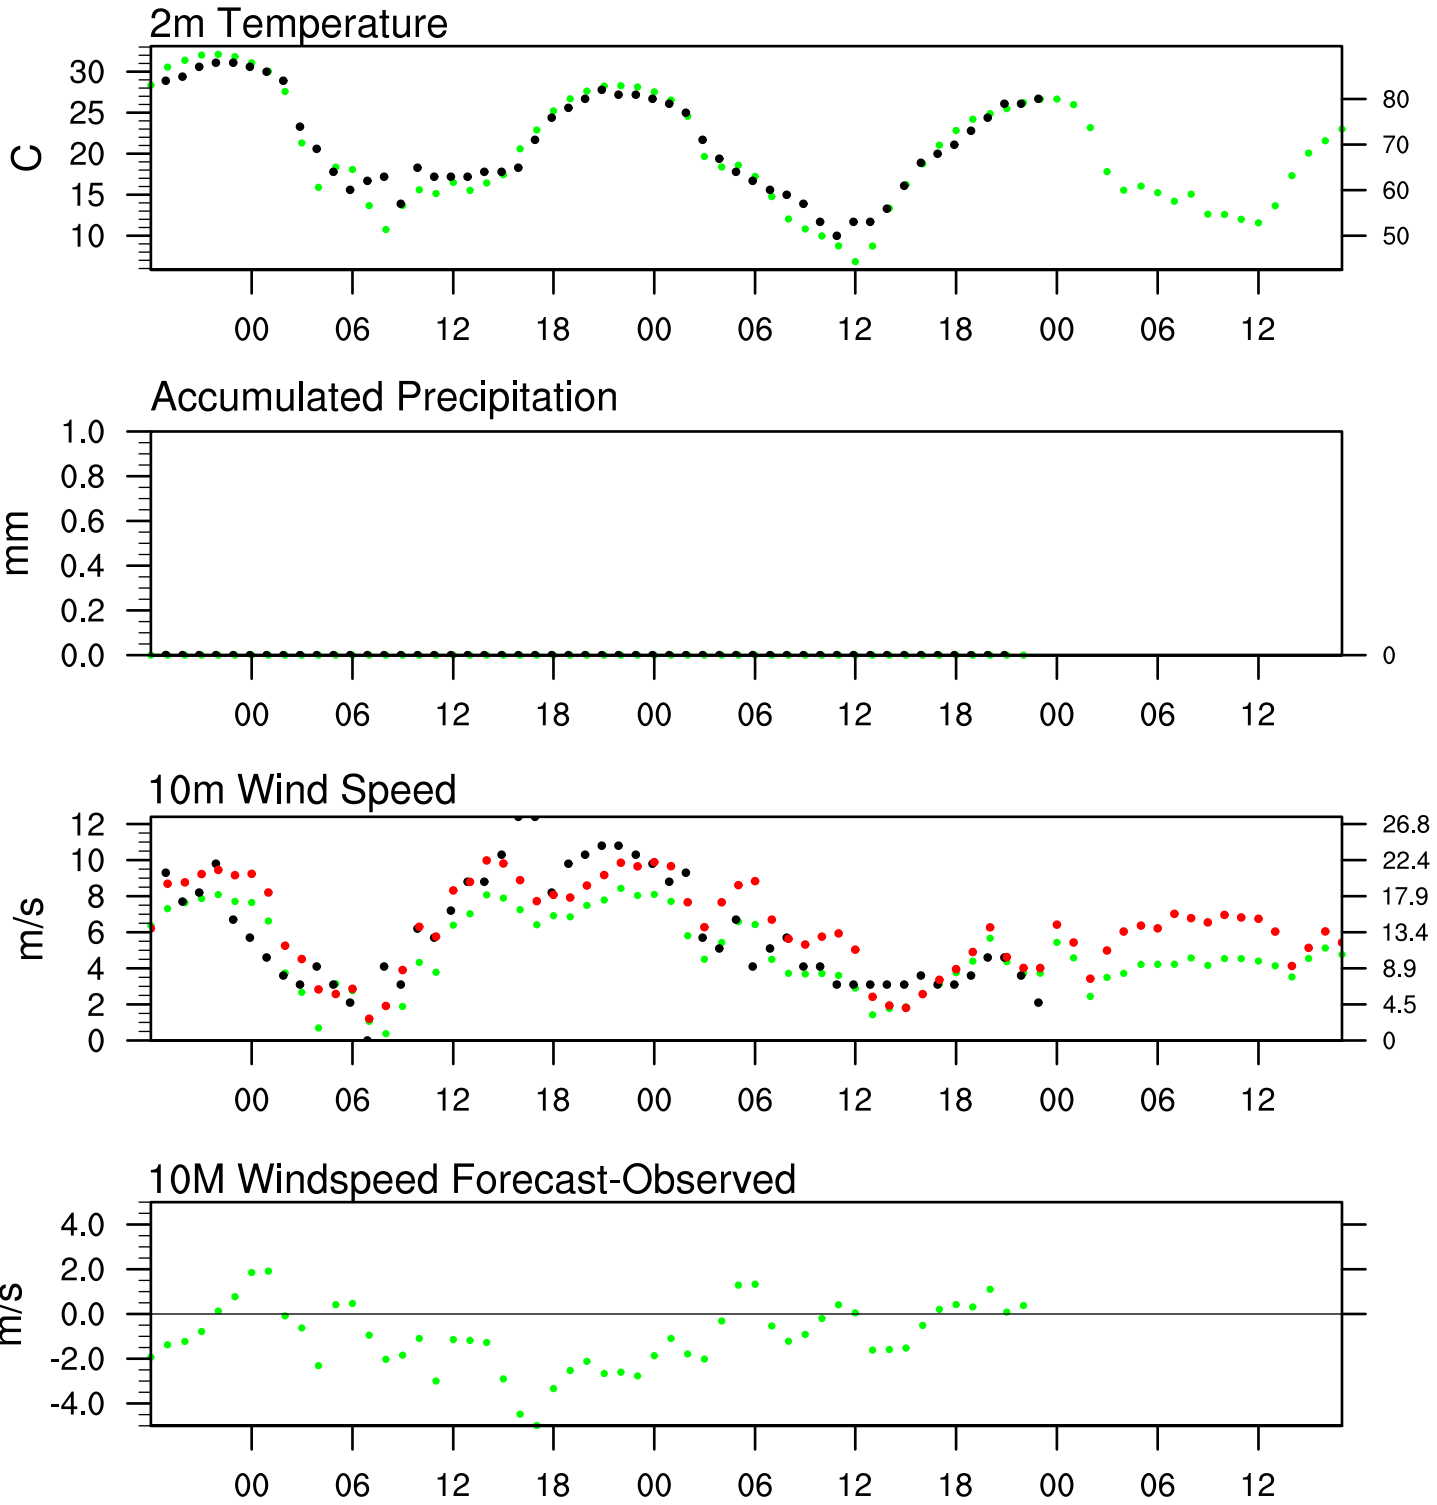 2m Temperature
C
30
25
20
15
10
80
70
60
50
00 06 12 18 00 06 12 18 00 06 12
Accumulated Precipitation
mm
1.0
0.8
0.6
0.4
0.2
0.0
0
00 06 12 18 00 06 12 18 00 06 12
10m Wind Speed
m/s
12
10
8
6
4
2
0
26.8
22.4
17.9
13.4
8.9
4.5
0
00 06 12 18 00 06 12 18 00 06 12
10M Windspeed Forecast-Observed
m/s
4.0
2.0
0.0
-2.0
-4.0
00 06 12 18 00 06 12 18 00 06 12